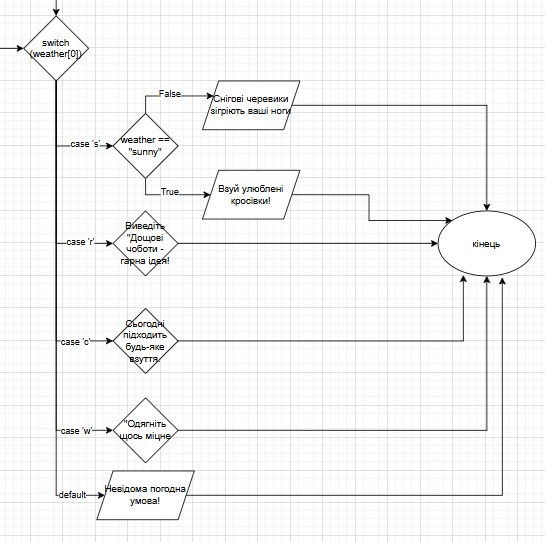 switch
(weather[0])
False
Снігові черевики
зігріють ваші ноги
case 's'
weather ==
"sunny"
True
Взуй улюблені
кросівки!
Виведіть
"Дощові
чоботи -
гарна ідея!
case 'r'
кінець
Сьогодні
підходить
будь-яке
взуття.
case 'c'
"Одягніть
щось міцне
case 'w'
default
Невідома погодна
умова!